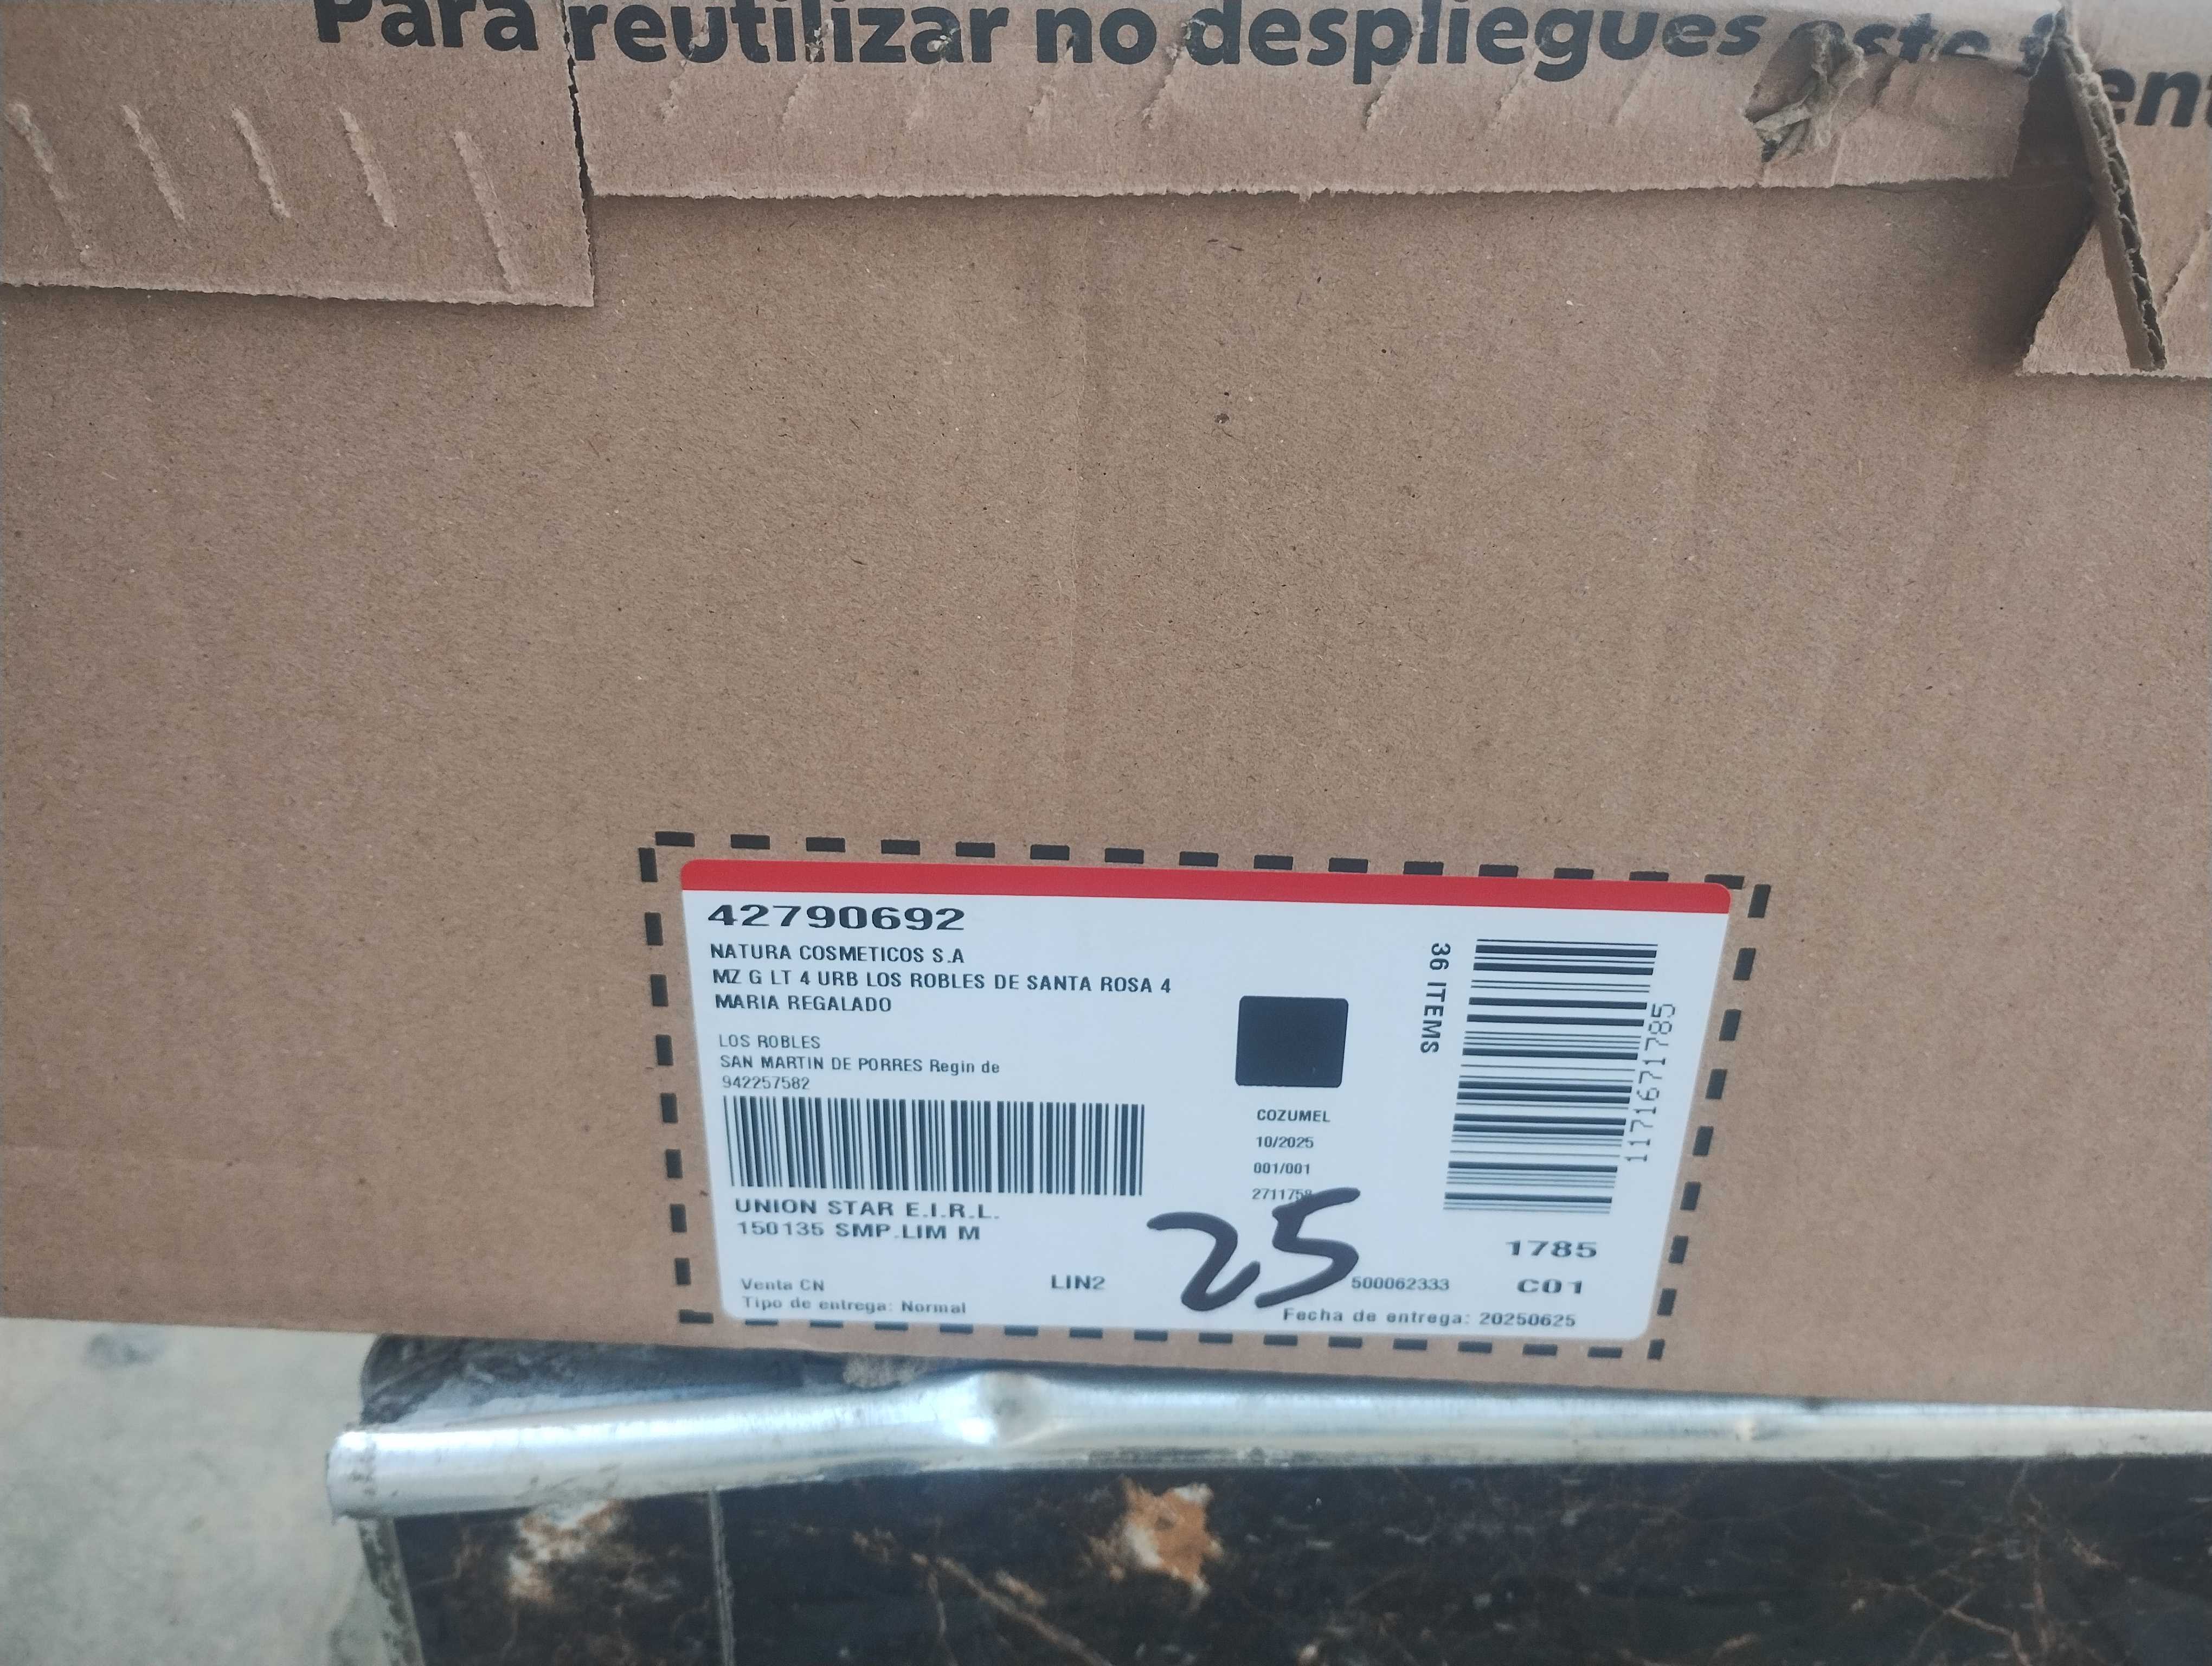 Para reutilizar no despliegues este
42790692
NATURA COSMETICOS S.A
MZ G LT 4 URB LOS ROBLES DE SANTA ROSA 4
MARIA REGALADO
LOS ROBLES
SAN MARTIN DE PORRES Regin de
942257582
UNION STAR E.I.R.L.
150135 SMP.LIM M
Venta CN
LIN2
Tipo de entrega: Normal
COZUMEL
10/2025
001/001
25
500062333
Fecha de entrega: 20250625
36 ITEMS
1171671785
1785
C01